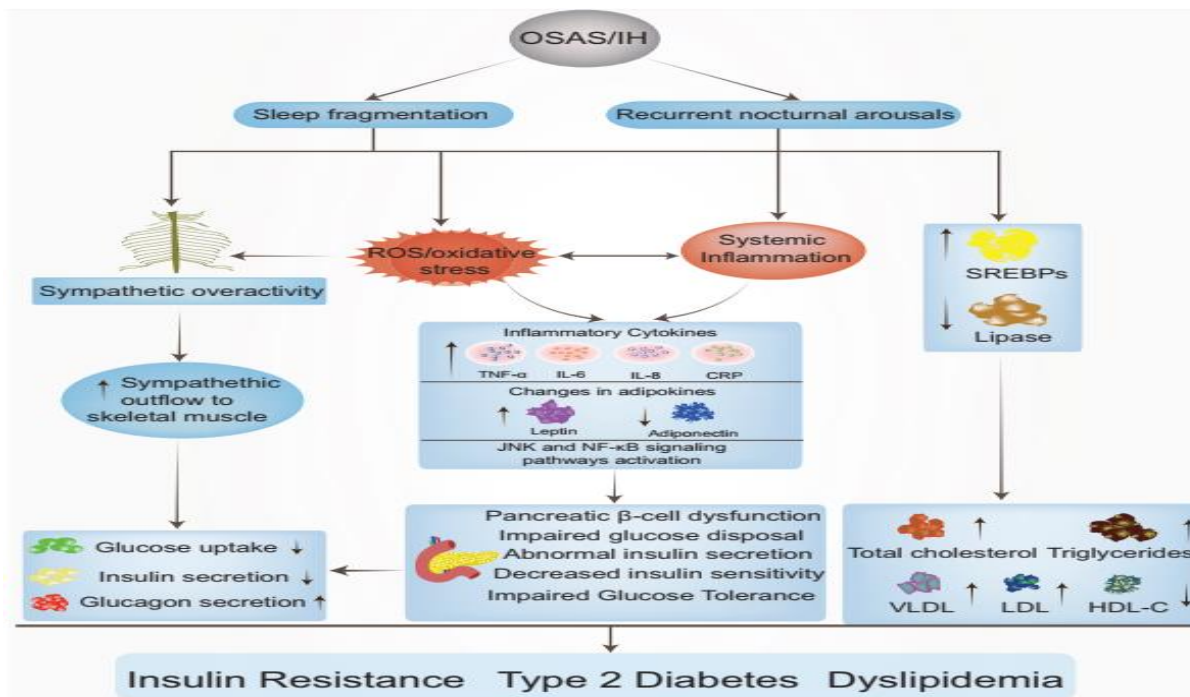 OSAS/IH
Sleep fragmentation
Recurrent nocturnal arousals
ROS/oxidative
stress
Systemic
Inflammation
Sympathetic overactivity
↑
SREBPs
↓
Lipase
Inflammatory Cytokines
↑
TNF-α IL-6 IL-8 CRP
Changes in adipokines
↑ ↓
Leptin Adiponectin
JNK and NF-κB signaling
pathways activation
↑ Sympathethic
outflow to
skeletal muscle
Glucose uptake ↓
Insulin secretion ↓
Glucagon secretion ↑
Pancreatic β-cell dysfunction
Impaired glucose disposal
Abnormal insulin secretion
Decreased insulin sensitivity
Impaired Glucose Tolerance
↑ ↑
Total cholesterol Triglycerides
VLDL ↑ LDL ↑ HDL-C ↓
Insulin Resistance Type 2 Diabetes Dyslipidemia